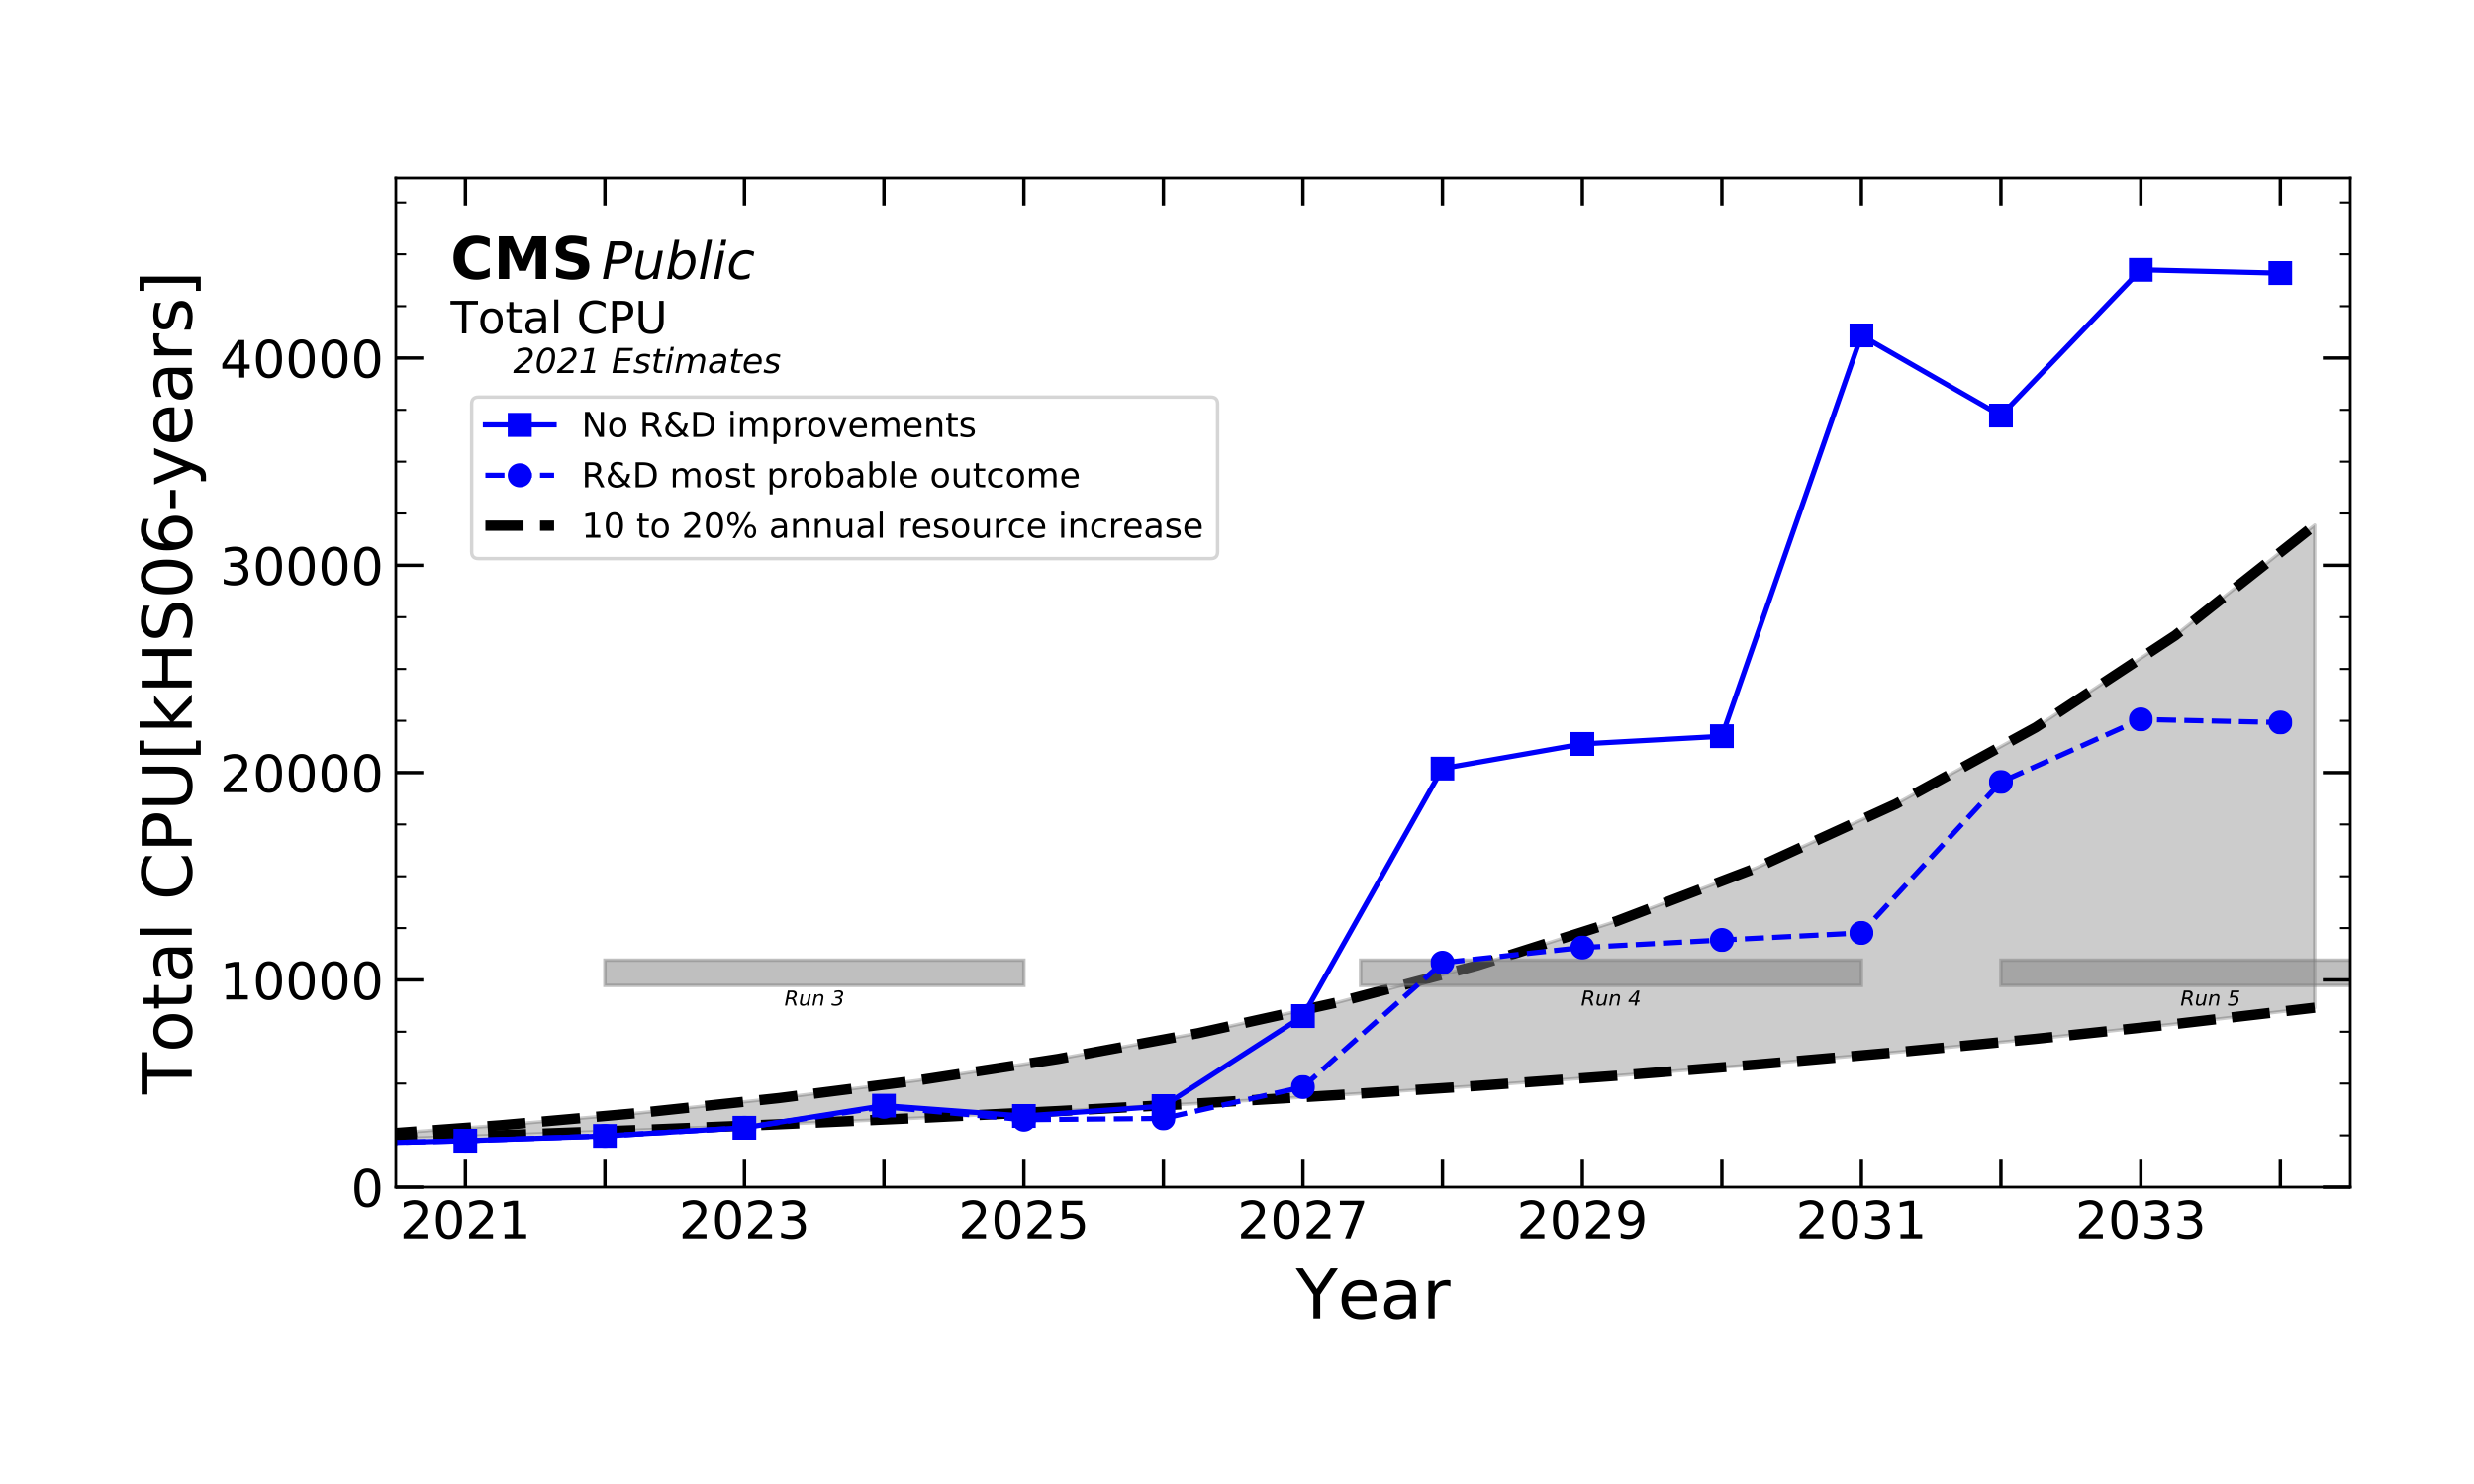 CMS Public
Total CPU
2021 Estimates
No R&D improvements
R&D most probable outcome
10 to 20% annual resource increase
Total CPU[kHS06-years]
40000
30000
20000
10000
0
Run 3
Run 4
Run 5
2021
2023
2025
2027
2029
2031
2033
Year